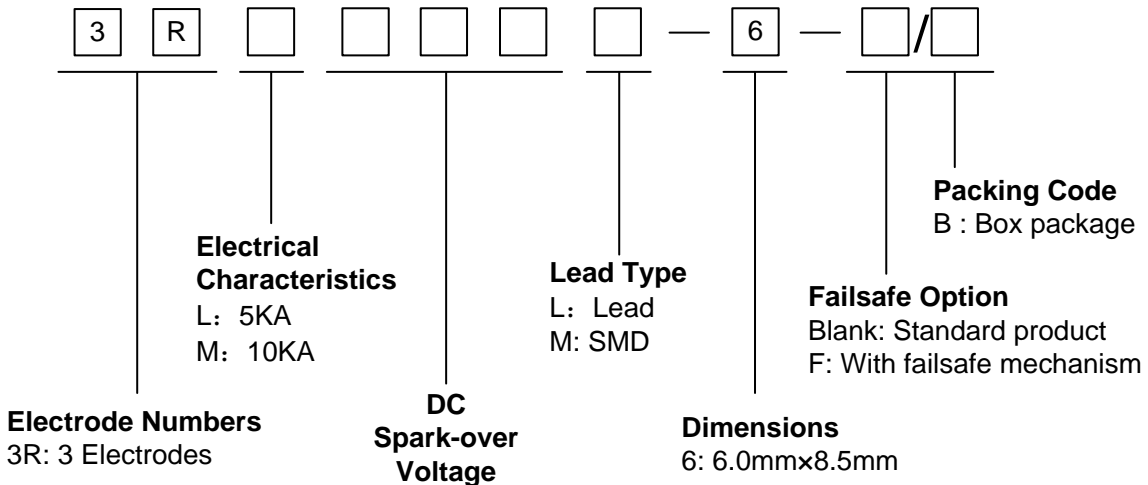 3 R — 6 — /
Packing Code
B : Box package
Electrical
Characteristics
L：5KA
M：10KA
Lead Type
L：Lead
M: SMD
Failsafe Option
Blank: Standard product
F: With failsafe mechanism
Electrode Numbers
3R: 3 Electrodes
DC
Spark-over
Voltage
Dimensions
6: 6.0mm×8.5mm